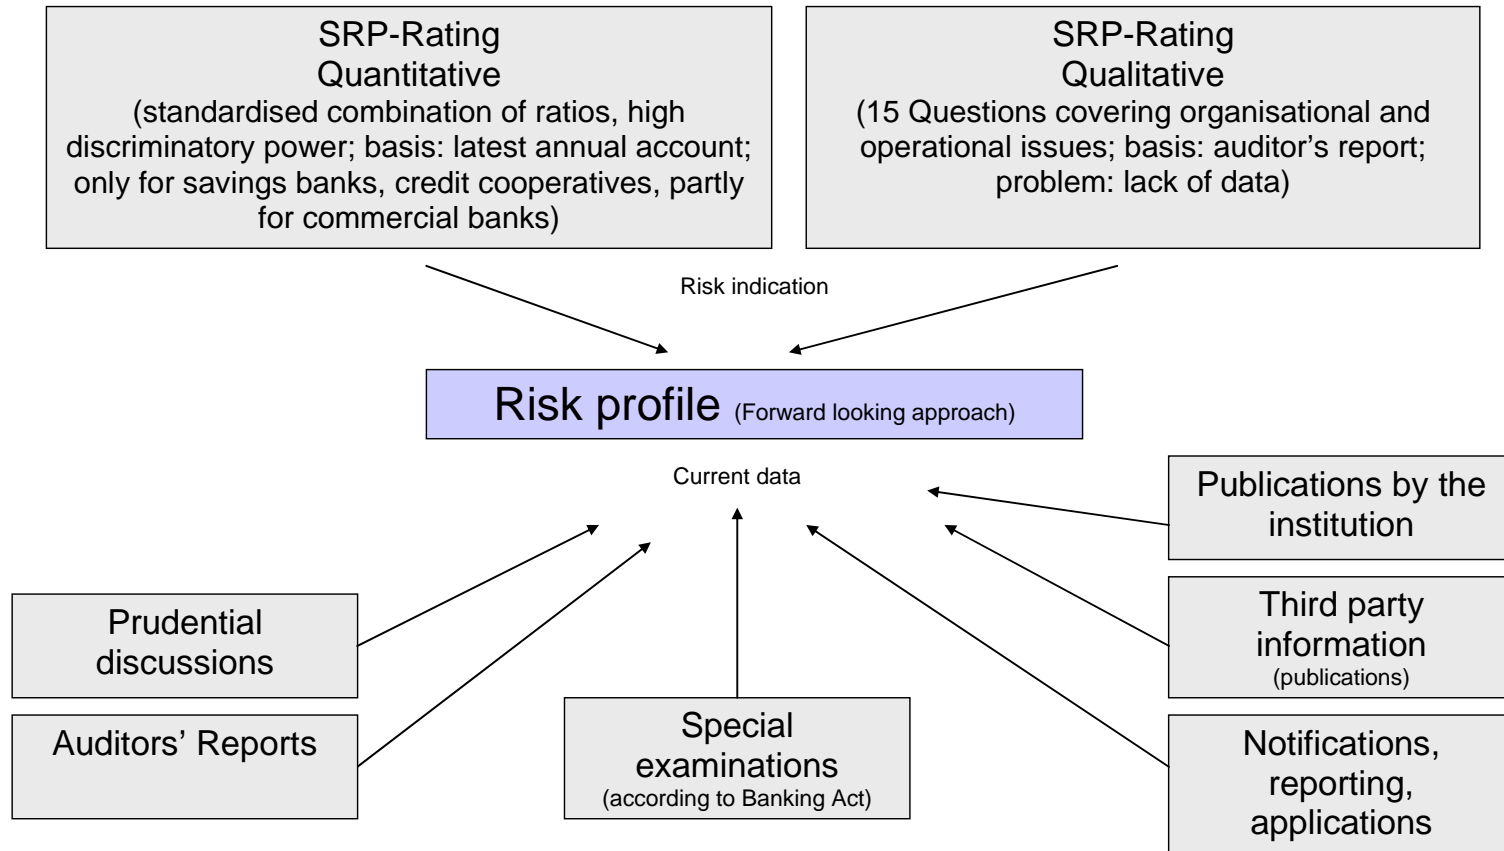 SRP-Rating
Quantitative
(standardised combination of ratios, high
discriminatory power; basis: latest annual account;
only for savings banks, credit cooperatives, partly
for commercial banks)
SRP-Rating
Qualitative
(15 Questions covering organisational and
operational issues; basis: auditor’s report;
problem: lack of data)
Risk indication
Risk profile (Forward looking approach)
Current data
Publications by the
institution
Prudential
discussions
Third party
information
(publications)
Auditors’ Reports
Special
examinations
(according to Banking Act)
Notifications,
reporting,
applications